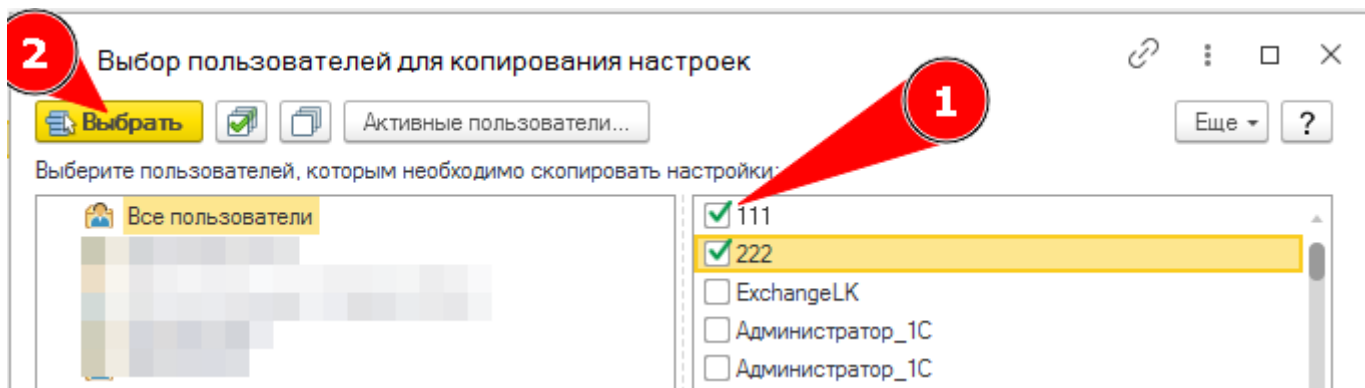 2
Выбор пользователей для копирования настроек
1
Выбрать
Активные пользователи...
Еще
?
Выберите пользователей, которым необходимо скопировать настройки:
Все пользователи
111
222
ExchangeLK
Администратор_1С
Администратор_1С